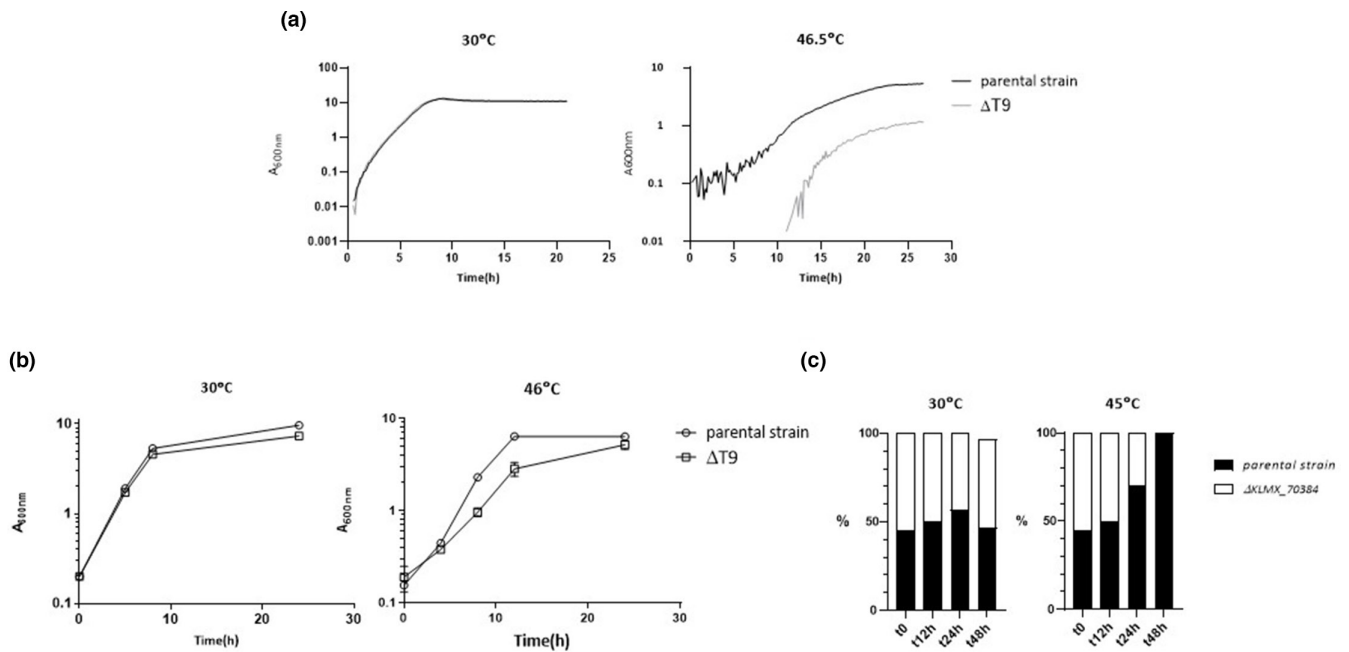 (a)
30°C
100
10
1
0.1
0.01
0.001
A600nm
0
5
10
15
20
25
Time(h)
46.5°C
10
1
0.1
0.01
A600nm
0
5
10
15
20
25
30
Time(h)
parental strain
ΔT9
(b)
30°C
10
1
0.1
A600nm
0
10
20
30
Time(h)
46°C
10
1
0.1
A600nm
0
10
20
30
Time(h)
parental strain
ΔT9
(c)
30°C
100
50
0
%
t0
t12h
t24h
t48h
45°C
100
50
0
%
t0
t12h
t24h
t48h
parental strain
ΔKLMX_70384